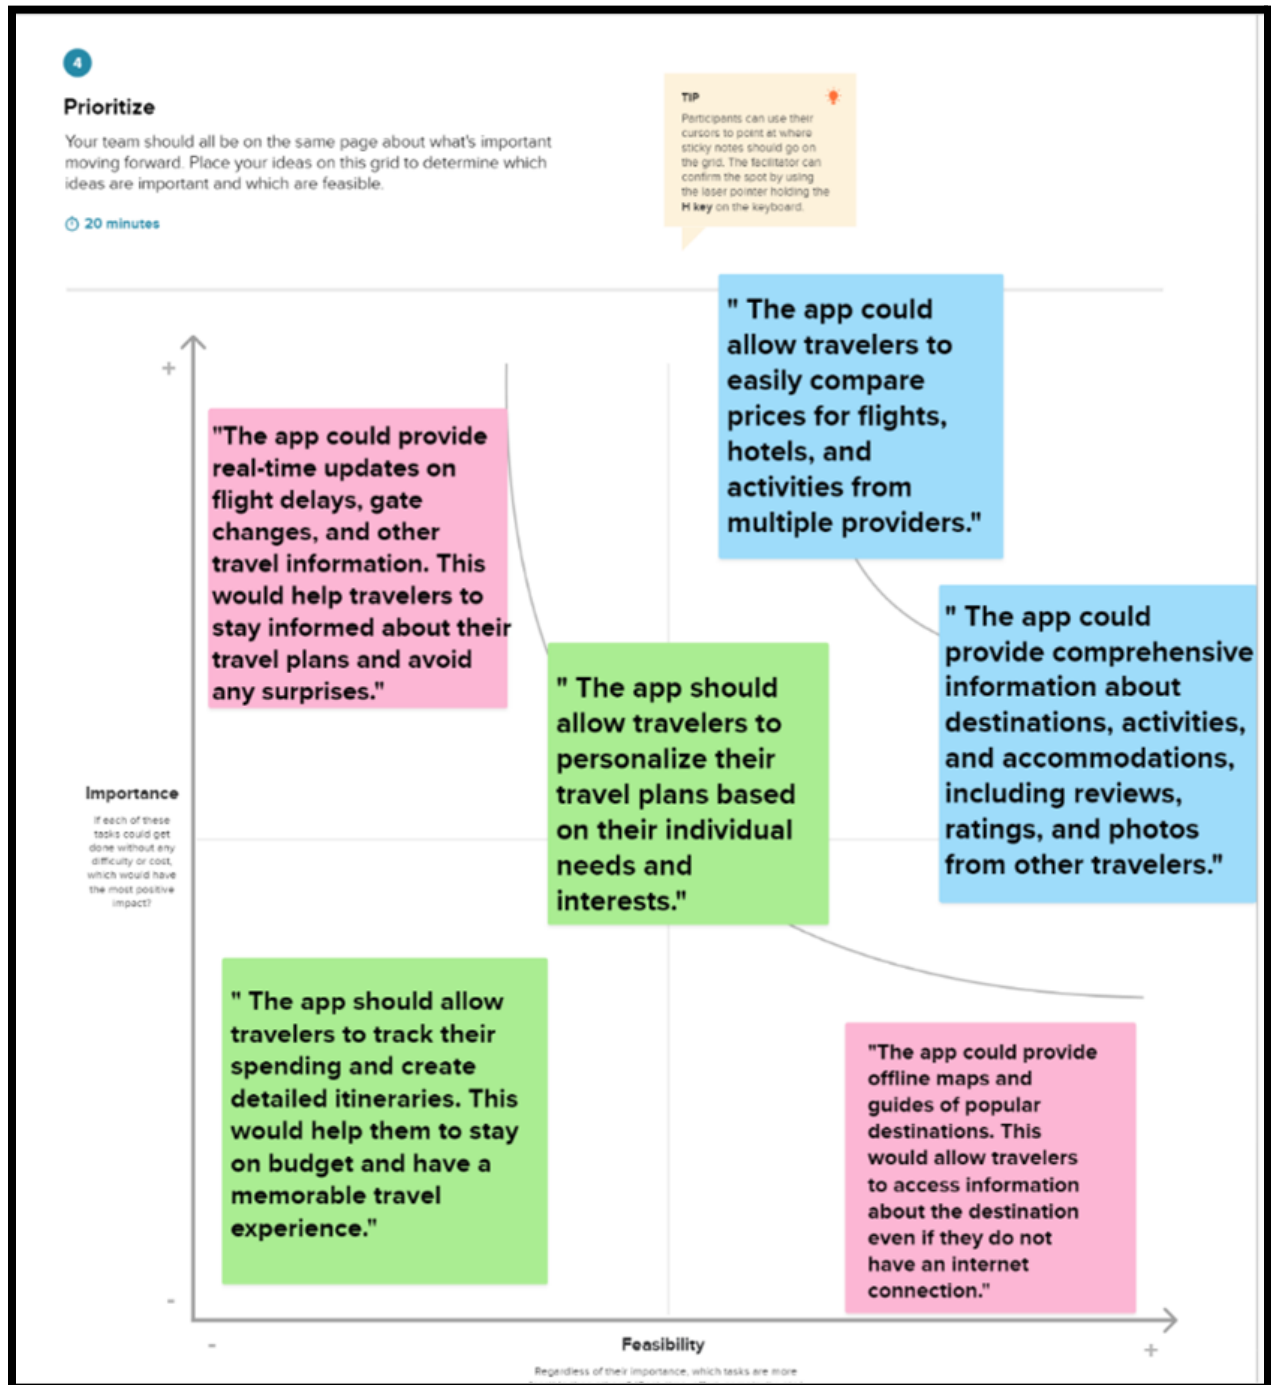 4
Prioritize
Your team should all be on the same page about what's important
moving forward. Place your ideas on this grid to determine which
ideas are important and which are feasible.
20 minutes
TIP
Participants can use their
cursors to point at where
sticky notes should go on
the grid. The facilitator can
confirm the spot by using
the laser pointer holding the
H key on the keyboard.
" The app could
allow travelers to
easily compare
prices for flights,
hotels, and
activities from
multiple providers."
+
"The app could provide
real-time updates on
flight delays, gate
changes, and other
travel information. This
would help travelers to
stay informed about their
travel plans and avoid
any surprises."
" The app could
provide comprehensive
information about
destinations, activities,
and accommodations,
including reviews,
ratings, and photos
from other travelers."
" The app should
allow travelers to
personalize their
travel plans based
on their individual
needs and
interests."
Importance
If each of these
tasks could get
done without any
difficulty or cost,
which would have
the most positive
impact?
" The app should allow
travelers to track their
spending and create
detailed itineraries. This
would help them to stay
on budget and have a
memorable travel
experience."
"The app could provide
offline maps and
guides of popular
destinations. This
would allow travelers
to access information
about the destination
even if they do not
have an internet
connection."
-
-
Feasibility
+
Regardless of their importance, which tasks are more